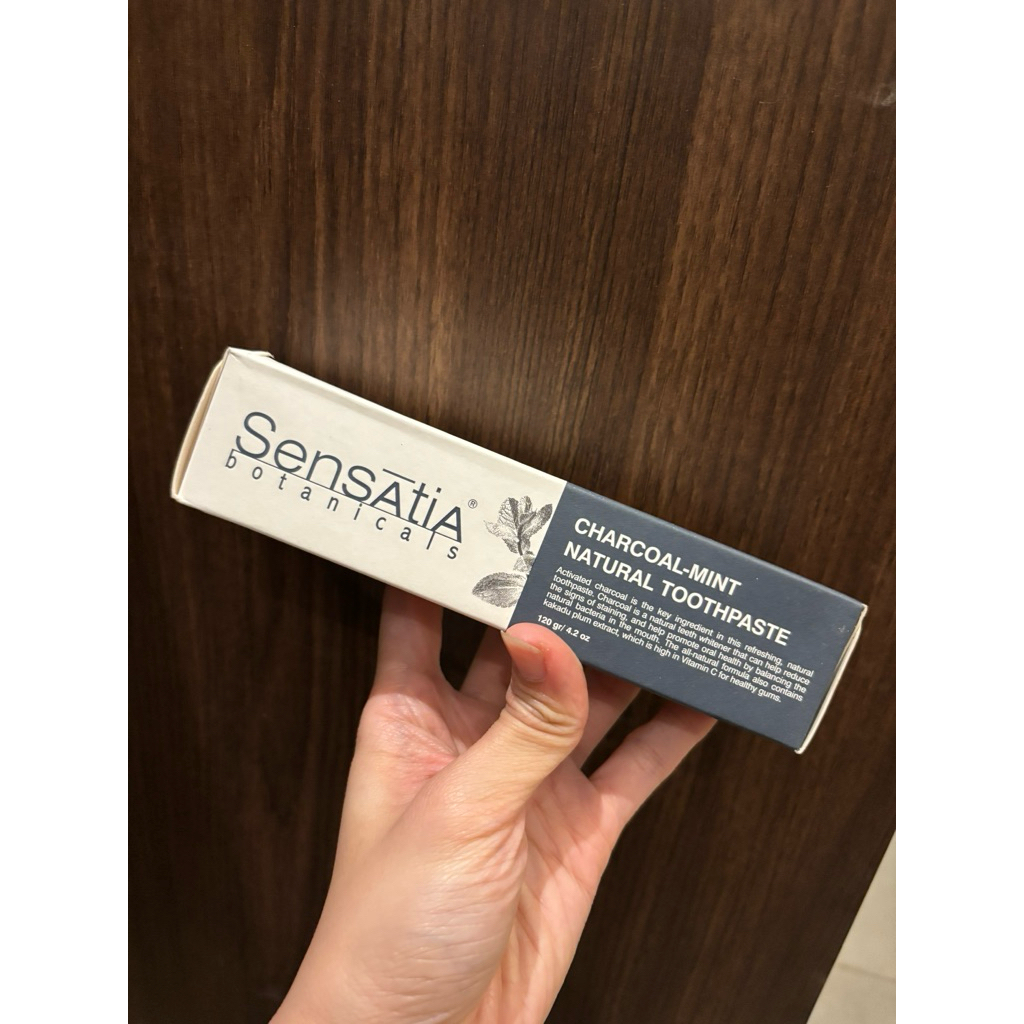 SensAtiA®
botanicals
CHARCOAL-MINT
NATURAL TOOTHPASTE
Activated charcoal is the key ingredient in this refreshing, natural
toothpaste. Charcoal is a natural teeth whitener that can help reduce
the signs of staining, and help promote oral health by balancing the
natural bacteria in the mouth. The all-natural formula also contains
kakadu plum extract, which is high in Vitamin C for healthy gums.
120 gr/ 4.2 oz